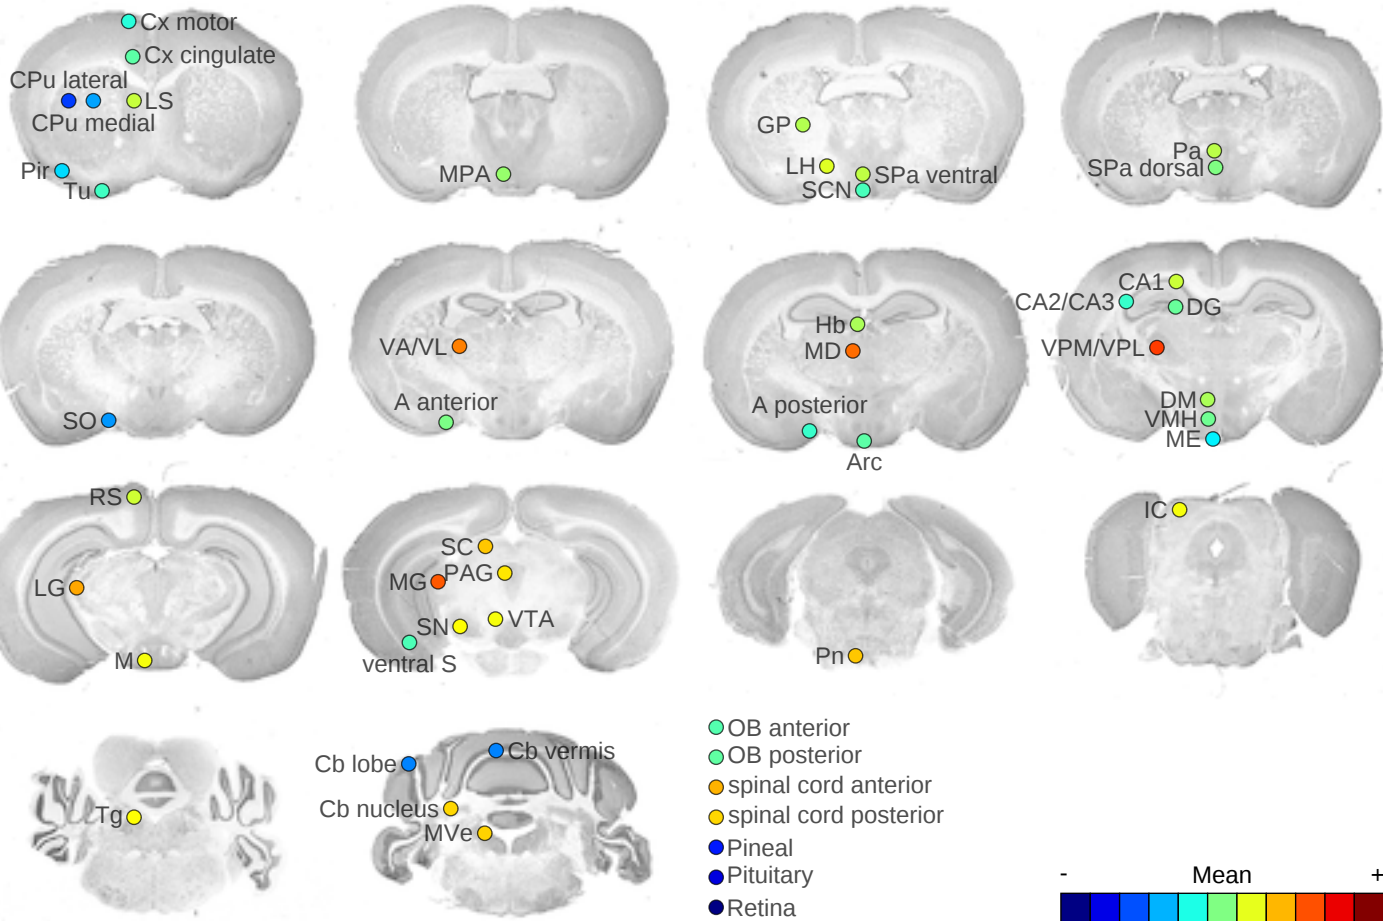 Cx motor
Cx cingulate
CPu lateral
LS
CPu medial
Pir
Tu
MPA
GP
LH
SPa ventral
SCN
Pa
SPa dorsal
SO
VA/VL
A anterior
Hb
MD
A posterior
Arc
CA1
CA2/CA3
DG
VPM/VPL
DM
VMH
ME
RS
LG
M
SC
MG
PAG
SN
VTA
ventral S
Pn
IC
Tg
Cb lobe
Cb vermis
Cb nucleus
MVe
OB anterior
OB posterior
spinal cord anterior
spinal cord posterior
Pineal
Pituitary
Retina
- Mean +